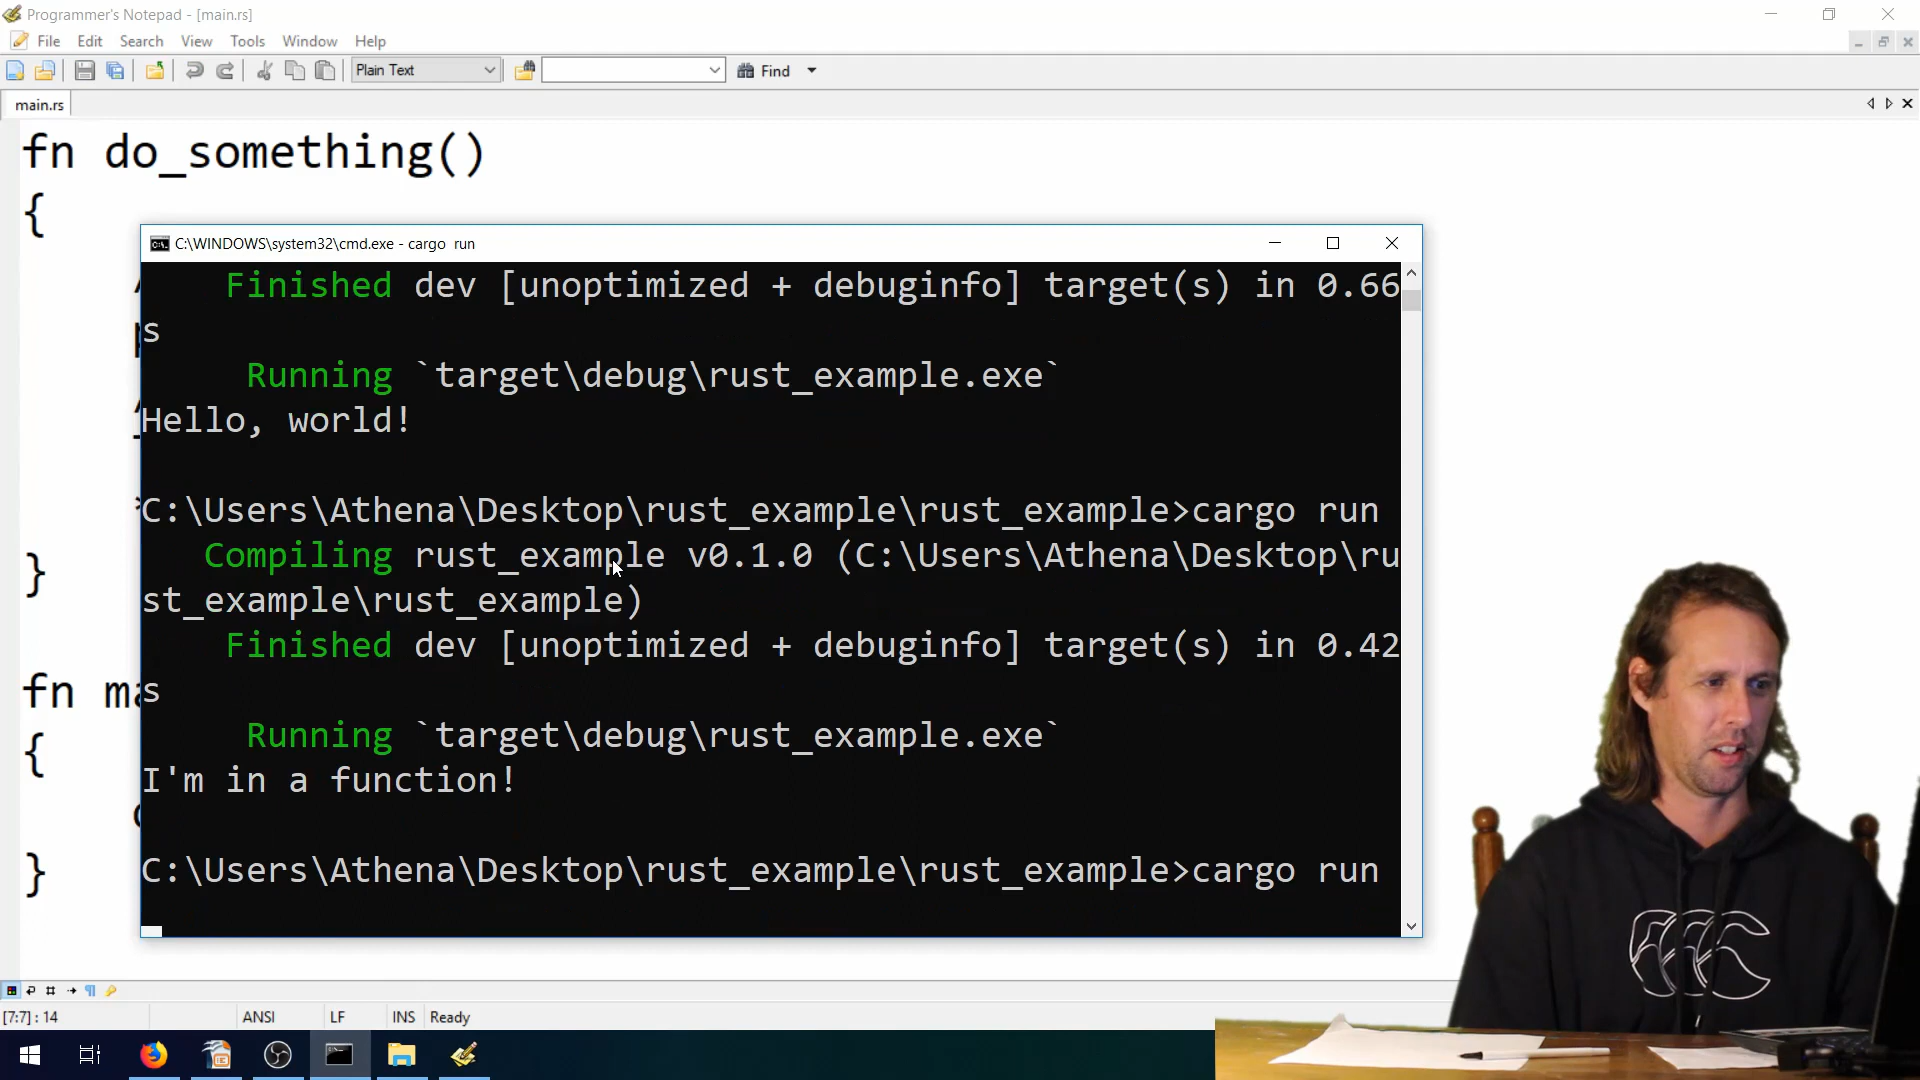 Programmer's Notepad - [main.rs]
File Edit Search View Tools Window Help
Plain Text
Find
main.rs
fn do_something()
{
C:\WINDOWS\system32\cmd.exe - cargo  run
Finished dev [unoptimized + debuginfo] target(s) in 0.66
s
Running `target\debug\rust_example.exe`
Hello, world!
C:\Users\Athena\Desktop\rust_example\rust_example>cargo run
Compiling rust_example v0.1.0 (C:\Users\Athena\Desktop\ru
st_example\rust_example)
Finished dev [unoptimized + debuginfo] target(s) in 0.42
s
Running `target\debug\rust_example.exe`
I'm in a function!
C:\Users\Athena\Desktop\rust_example\rust_example>cargo run
}
fn ma
{
}
[7:7] : 14 ANSI LF INS Ready